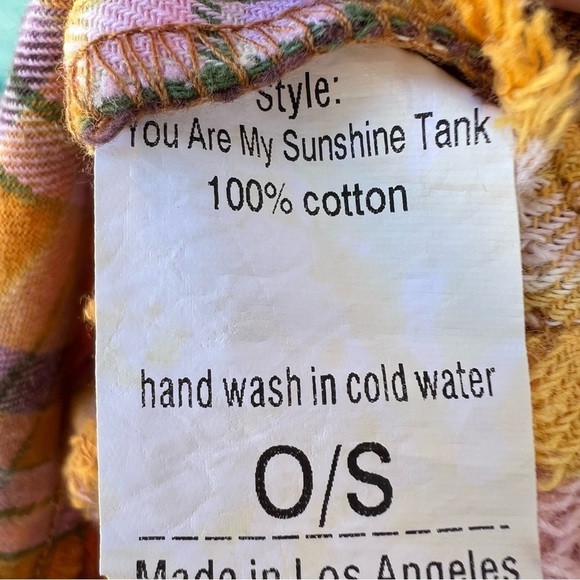 Style:
You Are My Sunshine Tank
100% cotton
hand wash in cold water
O/S
Made in Los Angeles